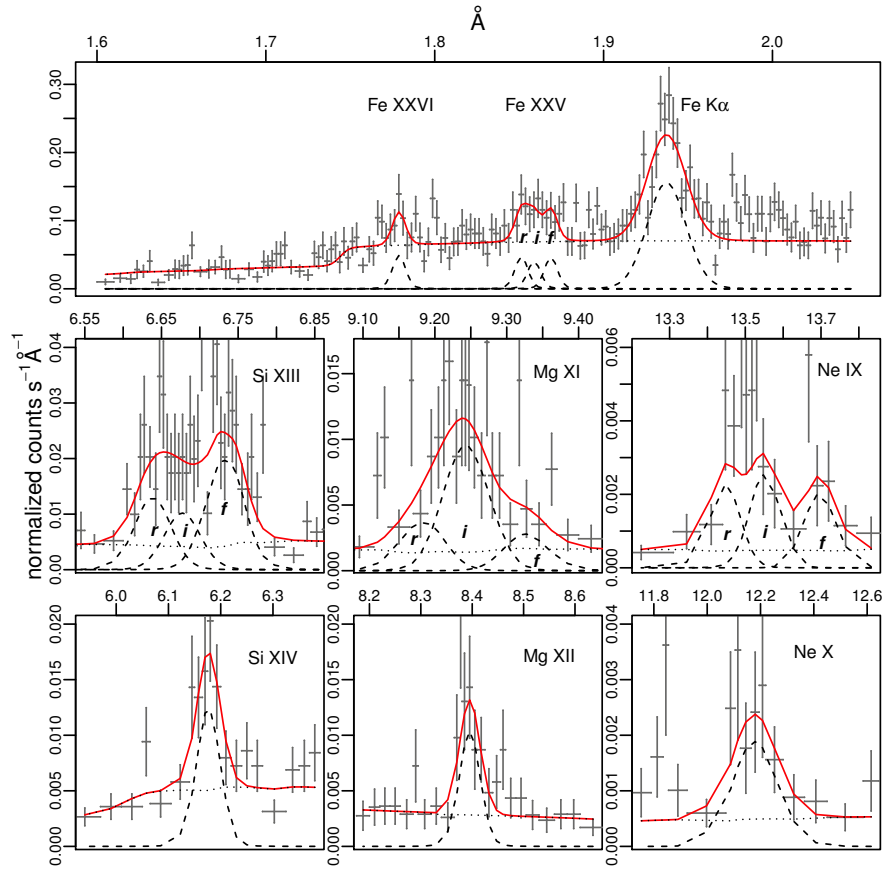 Å
1.6 1.7 1.8 1.9 2.0
0.00 0.10 0.20 0.30
Fe XXVI
Fe XXV
Fe Kα
r i f
normalized counts s⁻¹Å⁻¹
6.55 6.65 6.75 6.85
0.00 0.01 0.02 0.03 0.04
Si XIII
r i f
9.10 9.20 9.30 9.40
0.000 0.005 0.010 0.015
Mg XI
r i f
13.3 13.5 13.7
0.000 0.002 0.004 0.006
Ne IX
r i f
6.0 6.1 6.2 6.3
0.000 0.005 0.010 0.015 0.020
Si XIV
8.2 8.3 8.4 8.5 8.6
0.000 0.005 0.010 0.015 0.020
Mg XII
11.8 12.0 12.2 12.4 12.6
0.000 0.001 0.002 0.003 0.004
Ne X